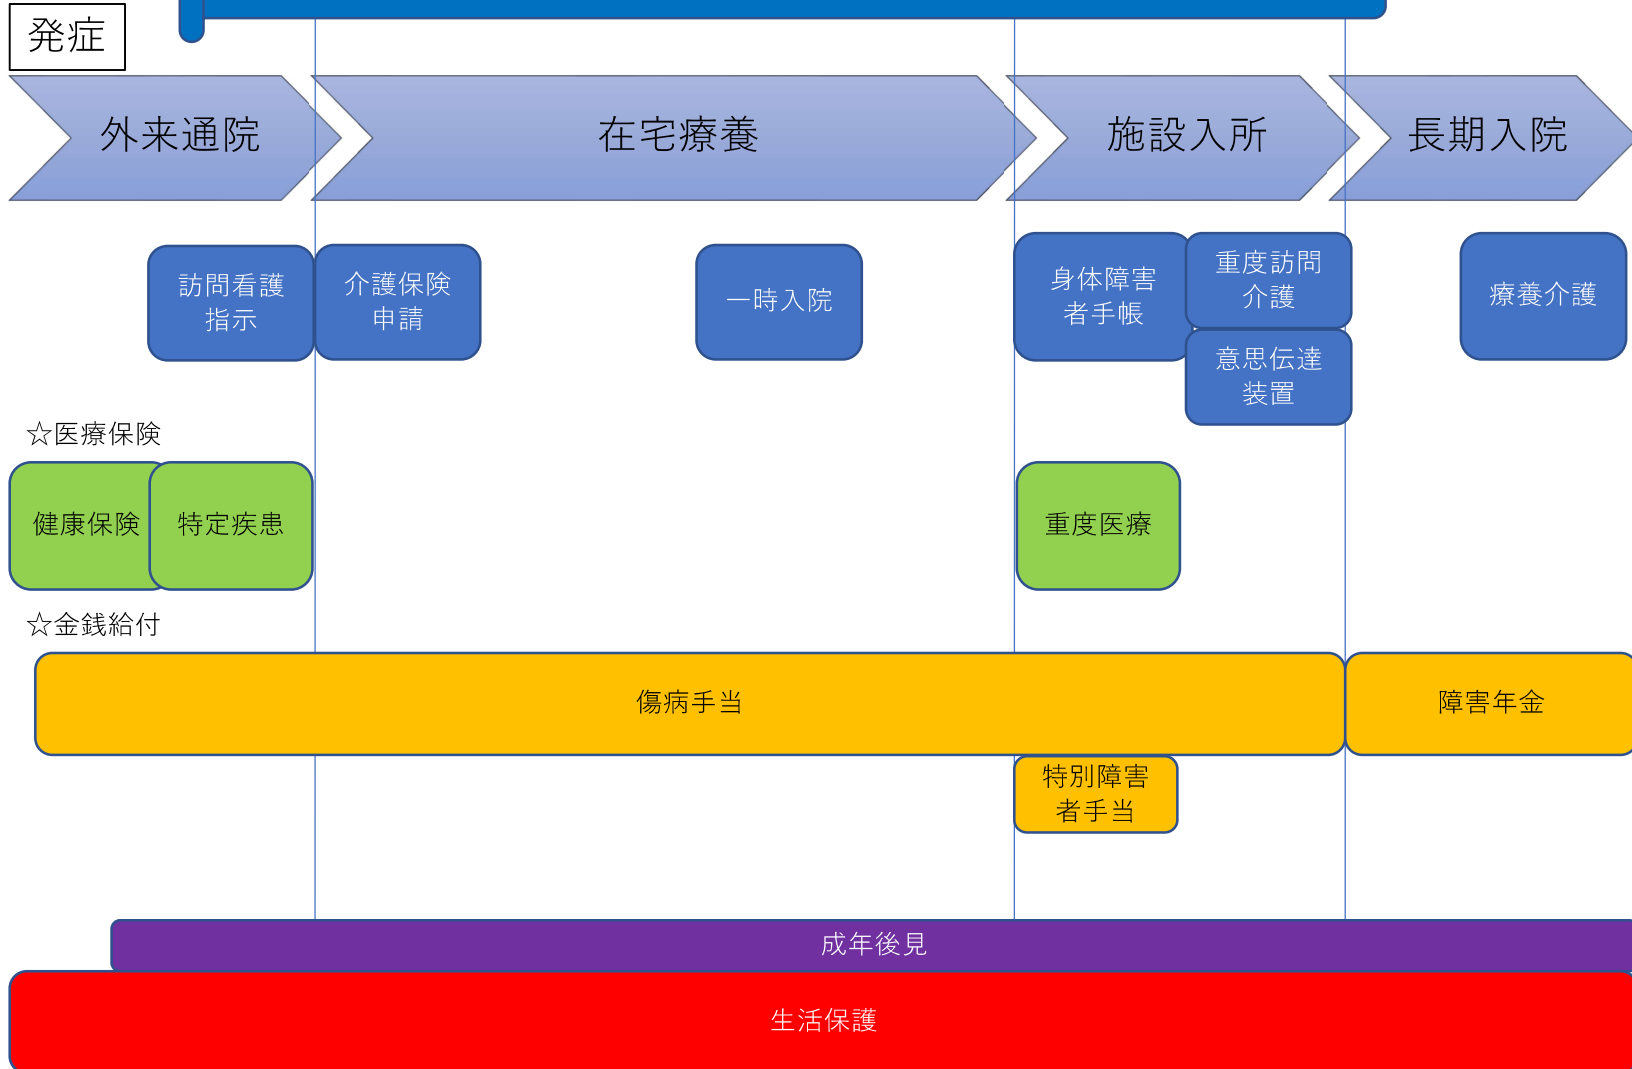 発症
外来通院
在宅療養
施設入所
長期入院
訪問看護
指示
介護保険
申請
一時入院
身体障害
者手帳
重度訪問
介護
意思伝達
装置
療養介護
☆医療保険
健康保険
特定疾患
重度医療
☆金銭給付
傷病手当
障害年金
特別障害
者手当
成年後見
生活保護